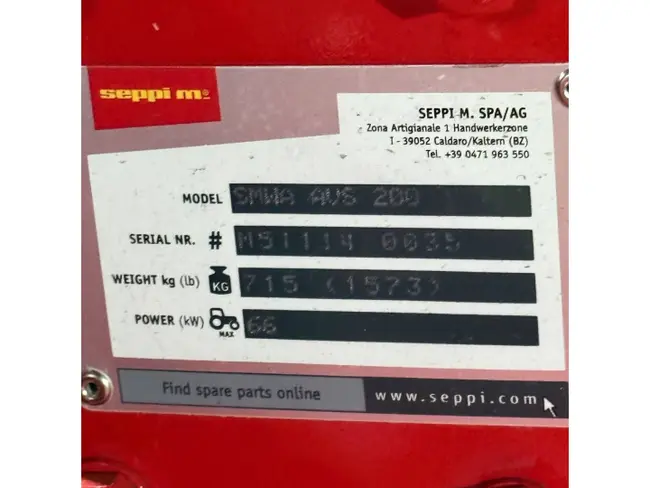 seppi m®
SEPPI M. SPA/AG
Zona Artigianale 1 Handwerkerzone
I - 39052 Caldaro/Kaltern (BZ)
Tel. +39 0471 963 550
MODEL SMWA AVS 200
SERIAL NR. # M51114 0035
WEIGHT kg (lb) KG 715 (1573)
POWER (kW) MAX 66
Find spare parts online www.seppi.com